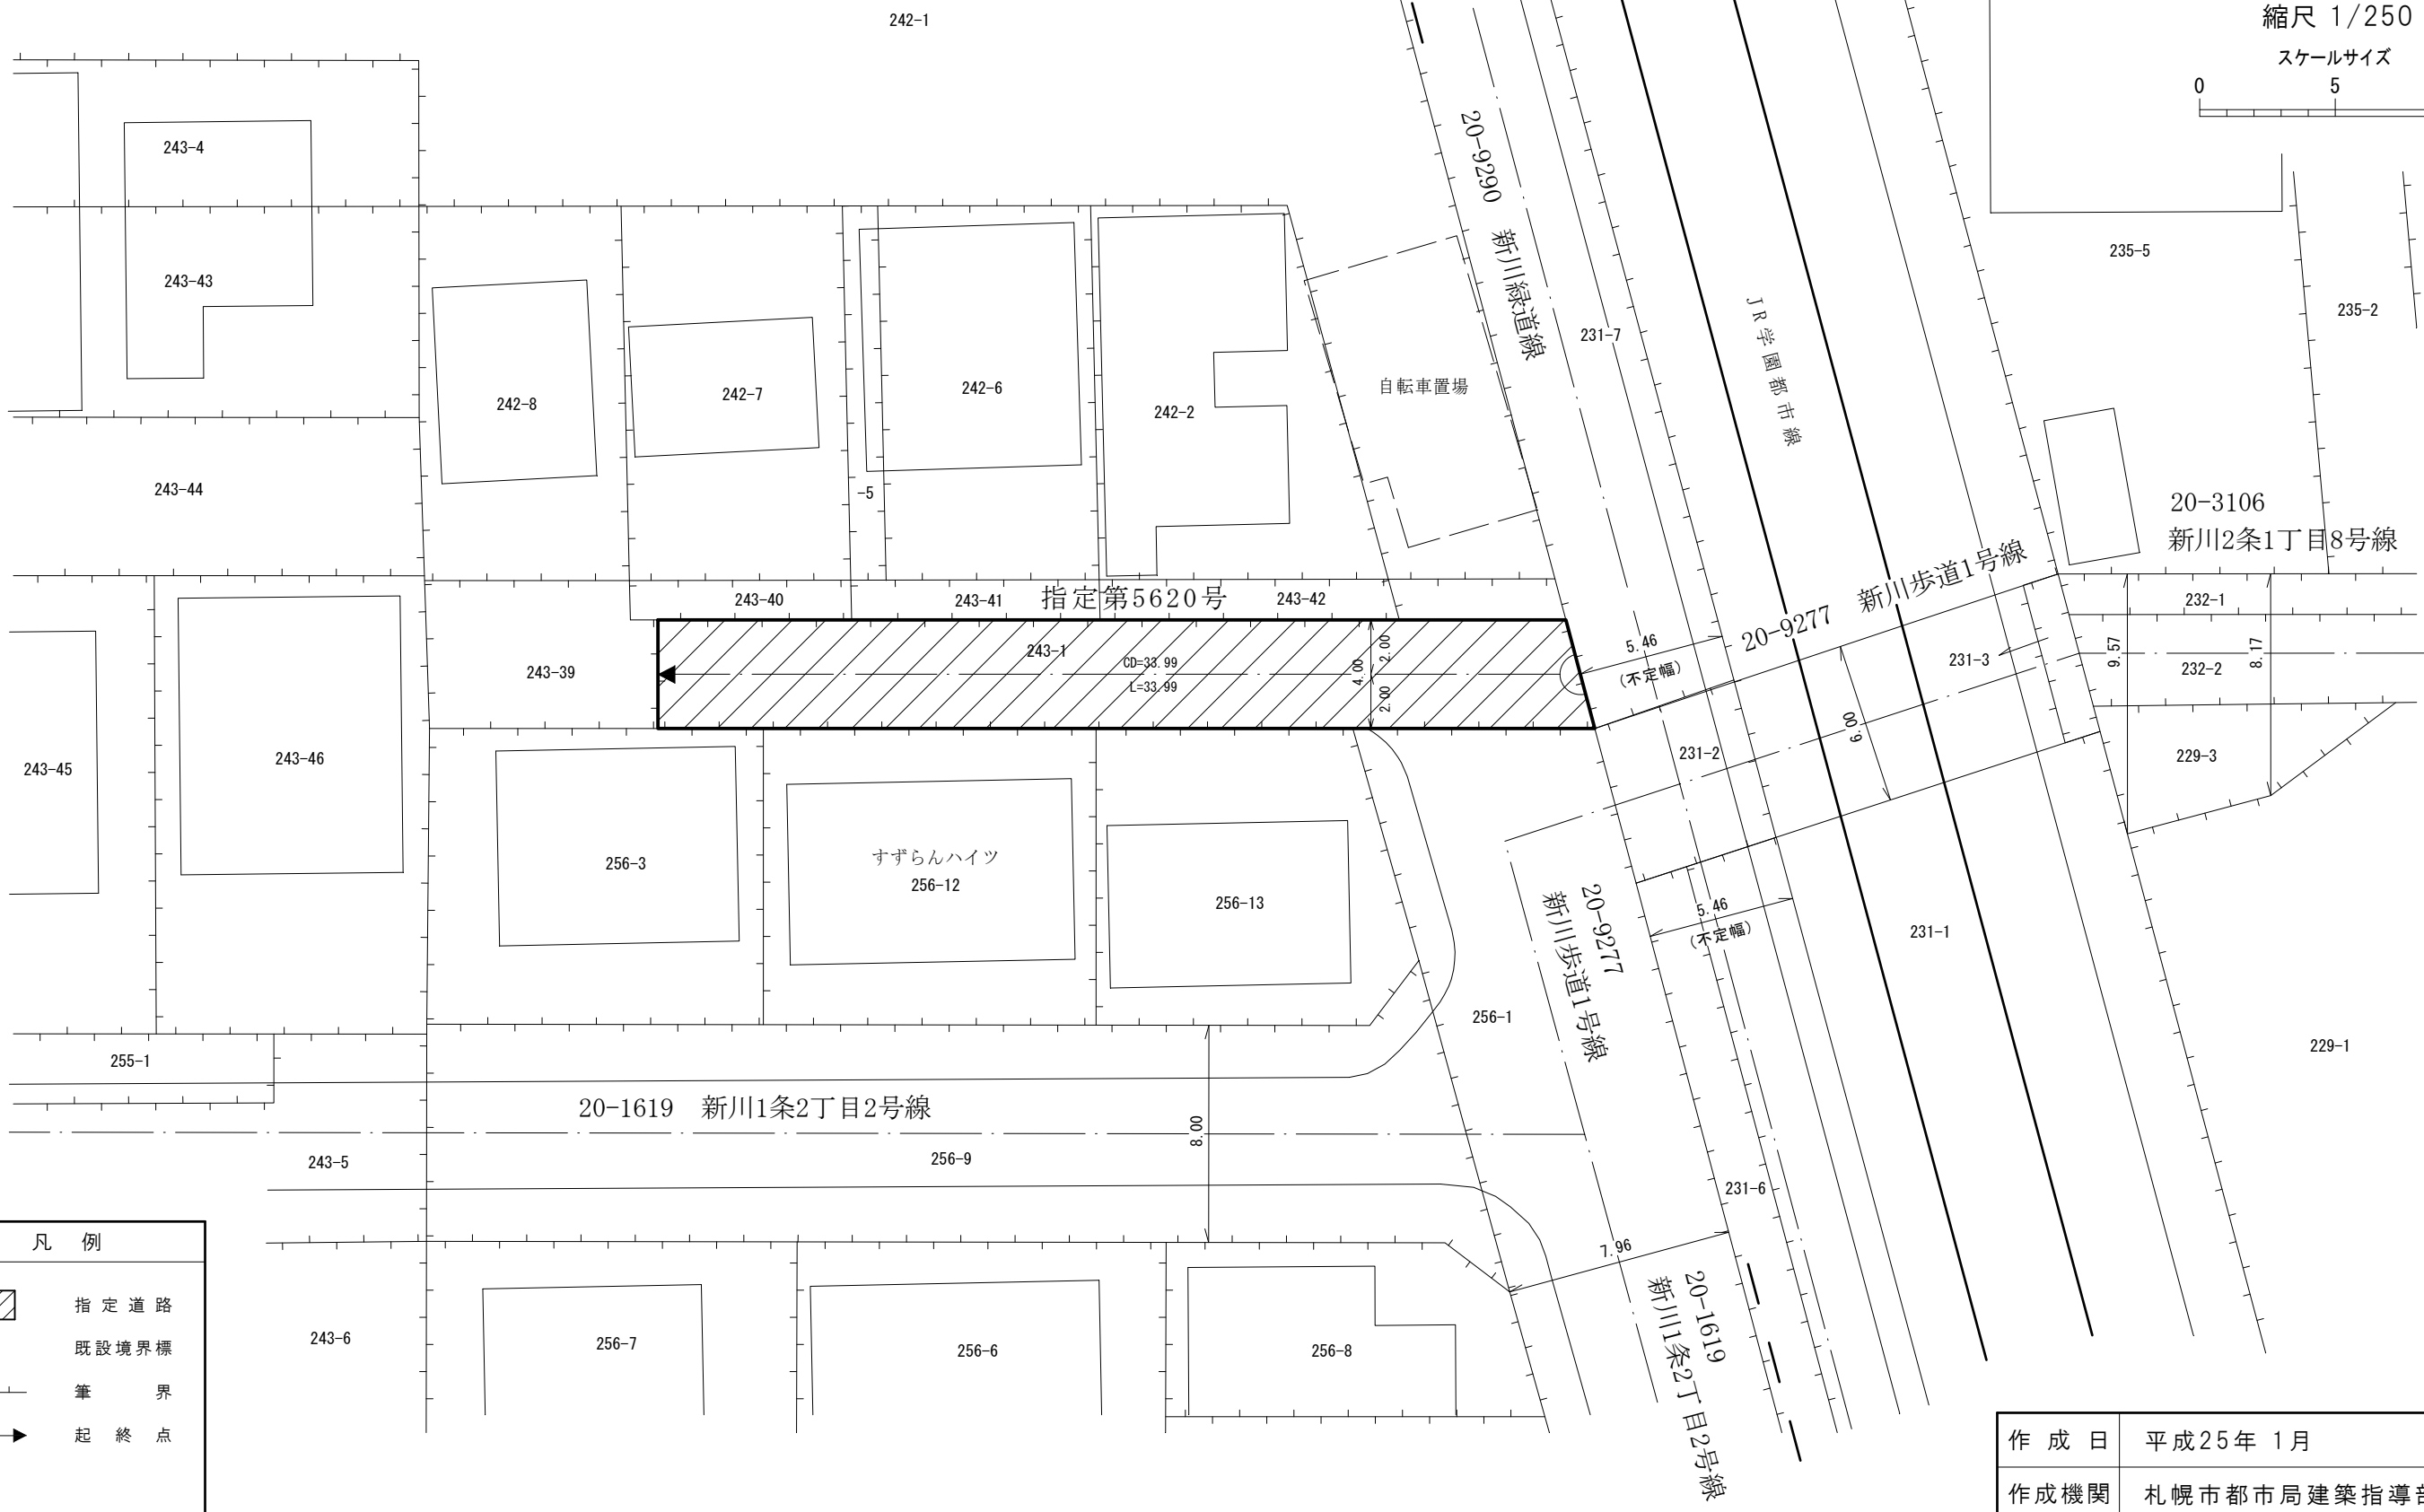 242-1
縮尺 1/250
スケールサイズ
0 5
243-4
243-43
243-44
242-8
242-7
-5
242-6
242-2
自転車置場
20-9290 新川緑道線
231-7
JR学園都市線
235-5
235-2
20-3106
新川2条1丁目8号線
20-9277 新川歩道1号線
243-40
243-41
指定第5620号
243-42
243-39
243-1
CD=33.99
L=33.99
4.00
2.00
2.00
5.46
(不定幅)
231-3
232-1
232-2
9.57
8.17
6.00
231-2
229-3
243-45
243-46
256-3
すずらんハイツ
256-12
256-13
20-9277
新川歩道1号線
5.46
(不定幅)
231-1
256-1
229-1
255-1
20-1619 新川1条2丁目2号線
8.00
243-5
256-9
231-6
7.96
20-1619
新川1条2丁目2号線
243-6
256-7
256-6
256-8
凡例
指定道路
既設境界標
筆界
起終点
作成日 平成25年 1月
作成機関 札幌市都市局建築指導部